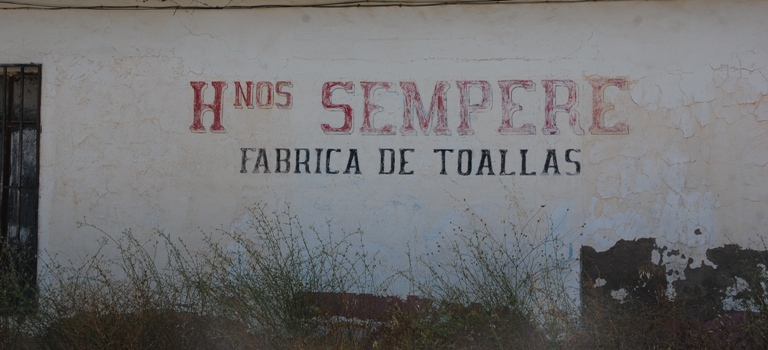 HNOS SEMPERE
FABRICA DE TOALLAS